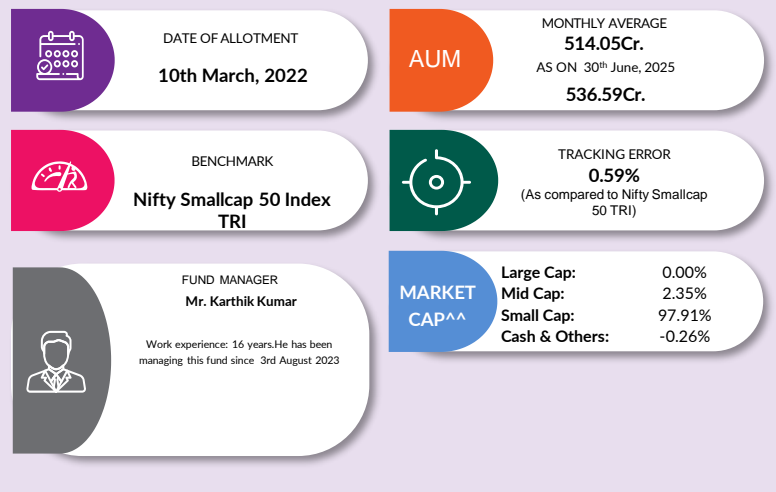 DATE OF ALLOTMENT
10th March, 2022
AUM
MONTHLY AVERAGE
514.05Cr.
AS ON 30th June, 2025
536.59Cr.
BENCHMARK
Nifty Smallcap 50 Index
TRI
TRACKING ERROR
0.59%
(As compared to Nifty Smallcap
50 TRI)
FUND MANAGER
Mr. Karthik Kumar
Work experience: 16 years.He has been
managing this fund since 3rd August 2023
MARKET
CAP^^
Large Cap: 0.00%
Mid Cap: 2.35%
Small Cap: 97.91%
Cash & Others: -0.26%